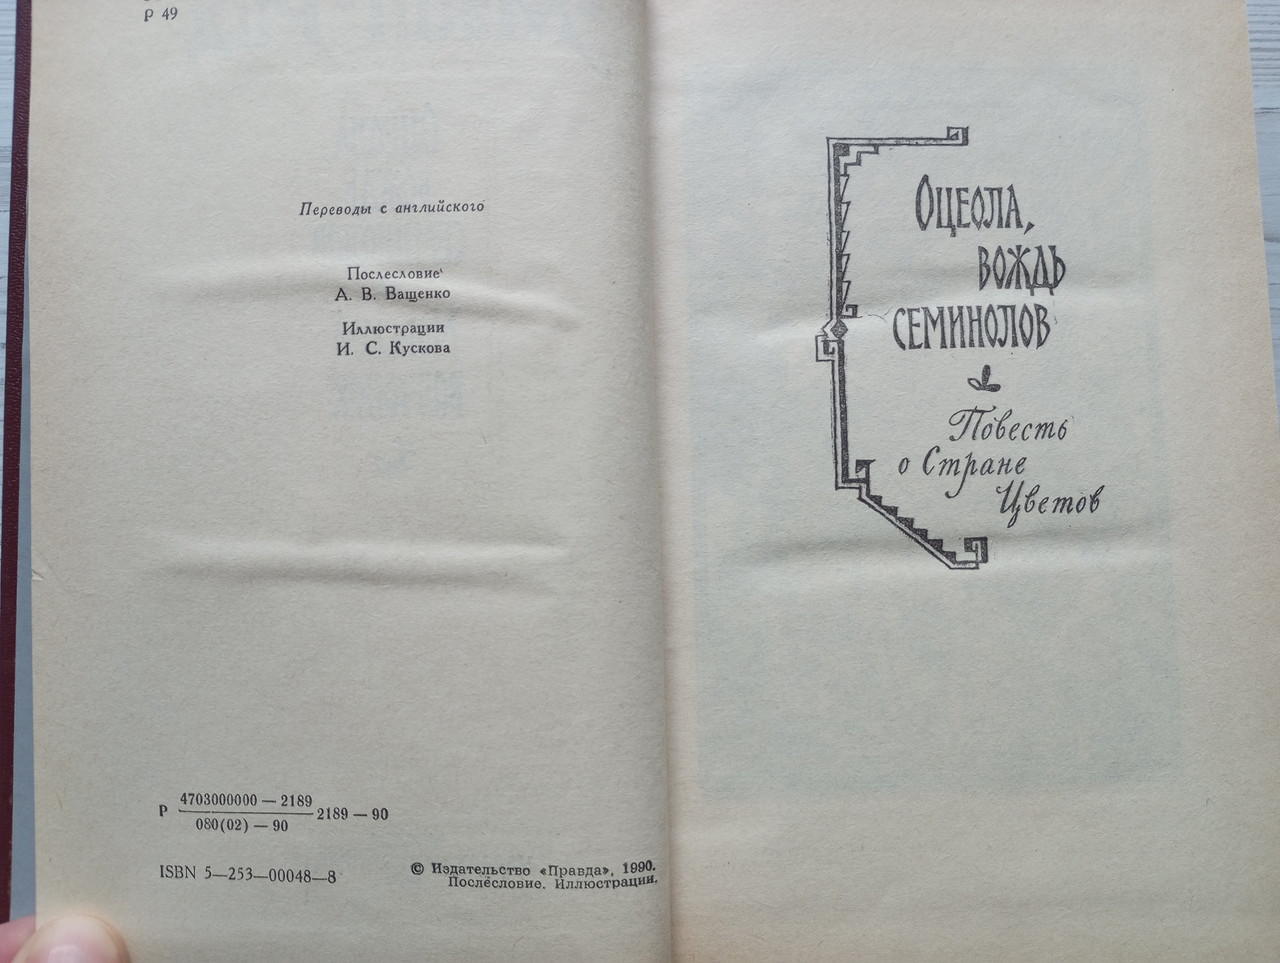 Р 49
Переводы с английского
Послесловие
А. В. Ващенко
Иллюстрации
И. С. Кускова
Р 4703000000 — 2189 2189 — 90
080(02) — 90
ISBN 5—253—00048—8
© Издательство «Правда», 1990.
Послесловие. Иллюстрации.
Оцеола,
вождь
семинолов
Повесть
о Стране
Цветов